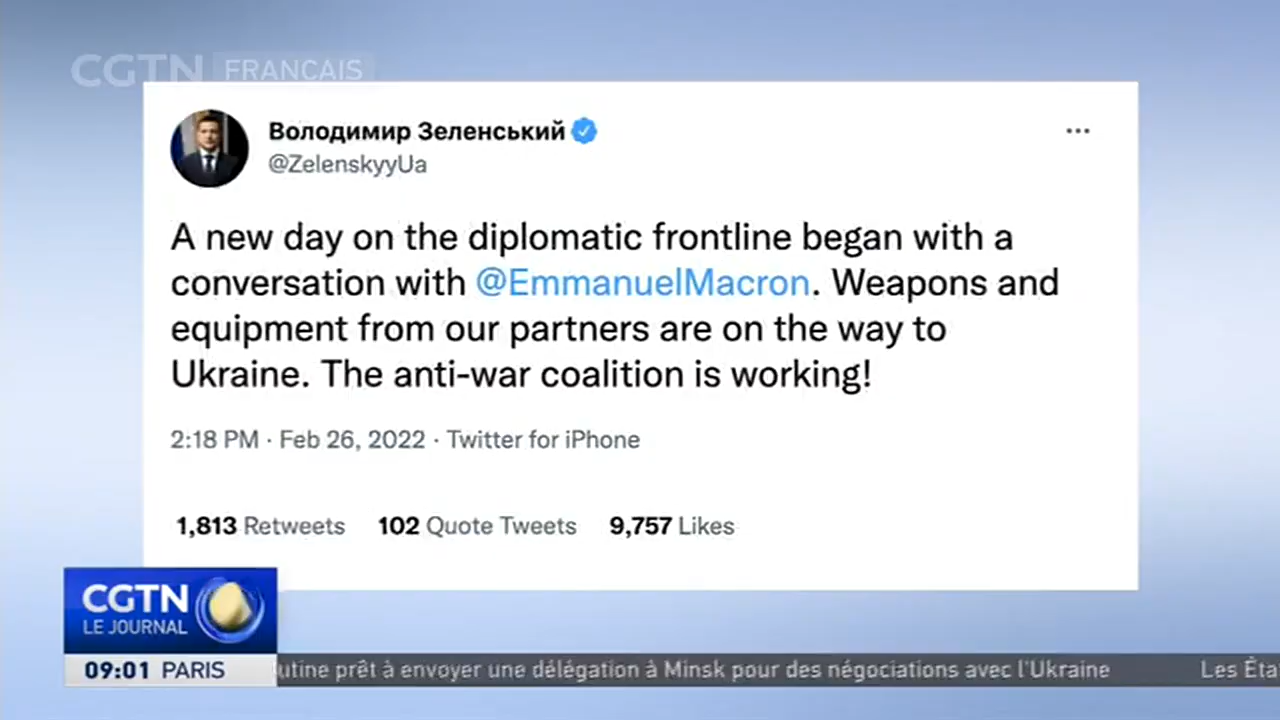 CGTN FRANCAIS
Володимир Зеленський
@ZelenskyyUa
A new day on the diplomatic frontline began with a
conversation with @EmmanuelMacron. Weapons and
equipment from our partners are on the way to
Ukraine. The anti-war coalition is working!
2:18 PM · Feb 26, 2022 · Twitter for iPhone
1,813 Retweets 102 Quote Tweets 9,757 Likes
CGTN
LE JOURNAL
09:01 PARIS
prêt à envoyer une délégation à Minsk pour des négociations avec l'Ukraine Les